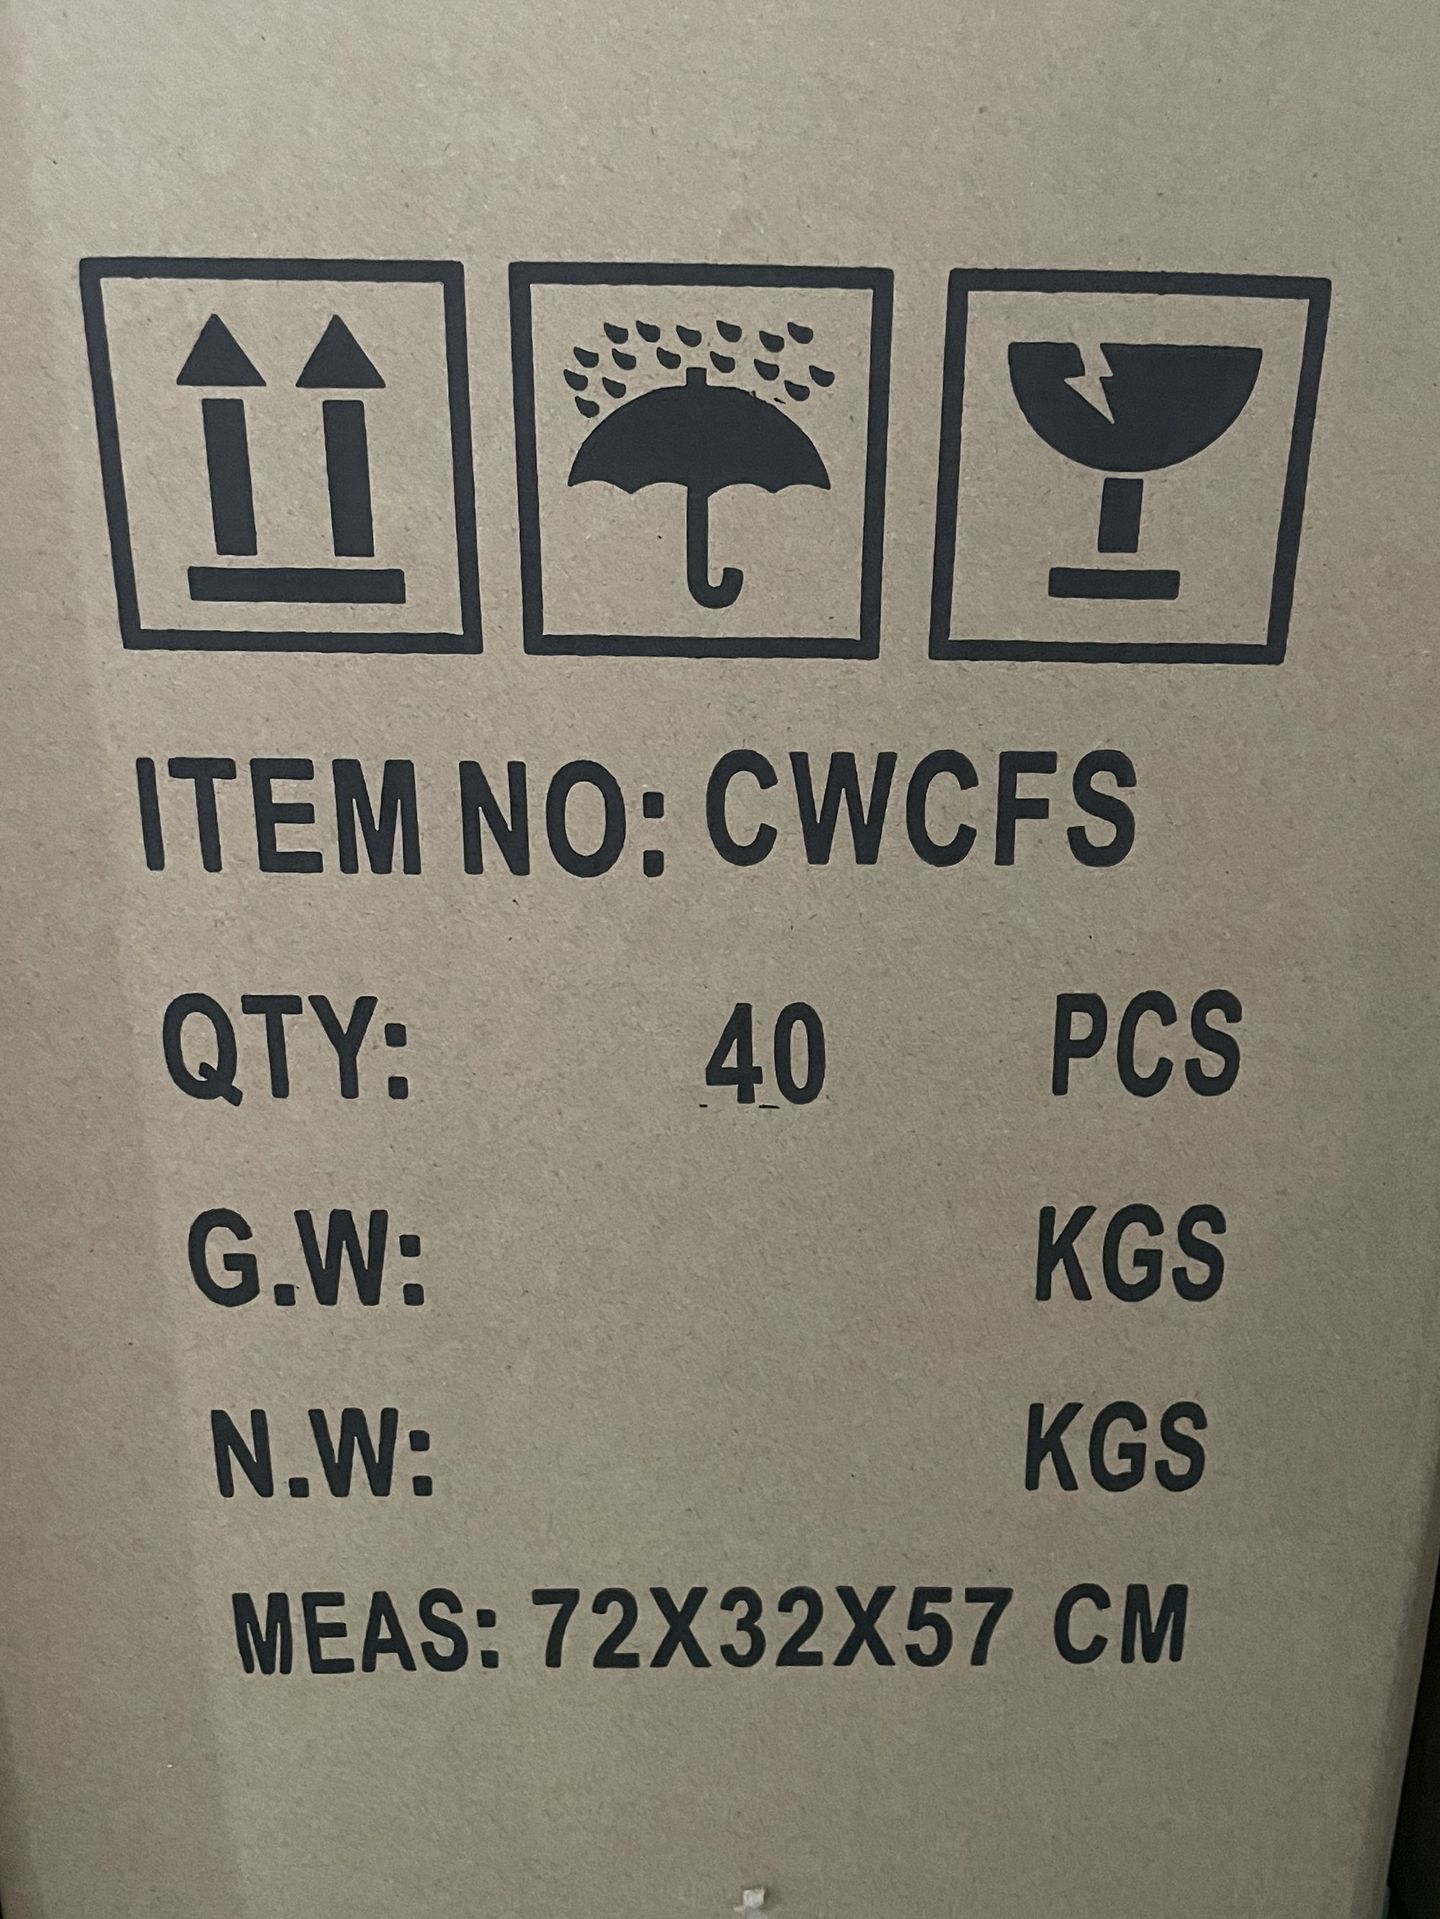 ITEM NO: CWCFS
QTY: 40 PCS
G.W: KGS
N.W: KGS
MEAS: 72X32X57 CM